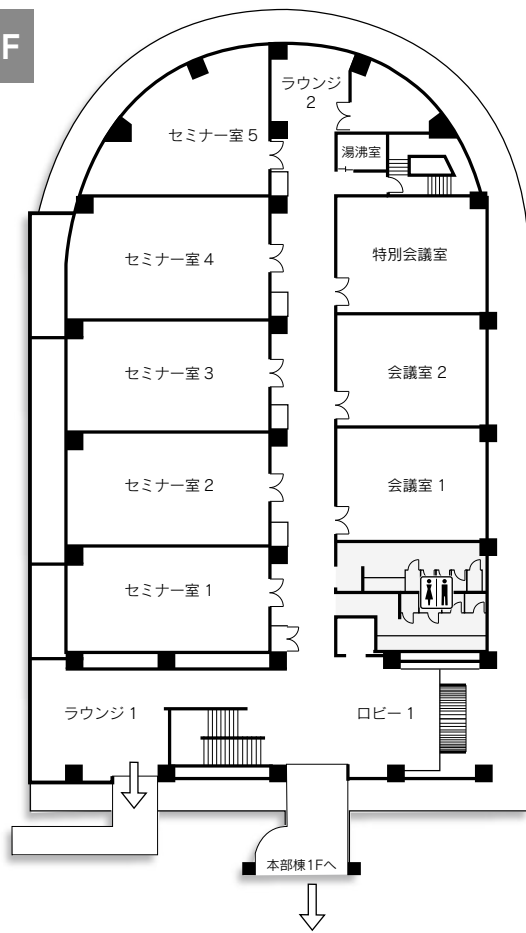 F
ラウンジ
2
セミナー室 5
湯沸室
セミナー室 4
特別会議室
セミナー室 3
会議室 2
セミナー室 2
会議室 1
セミナー室 1
ラウンジ 1
ロビー 1
本部棟1Fへ